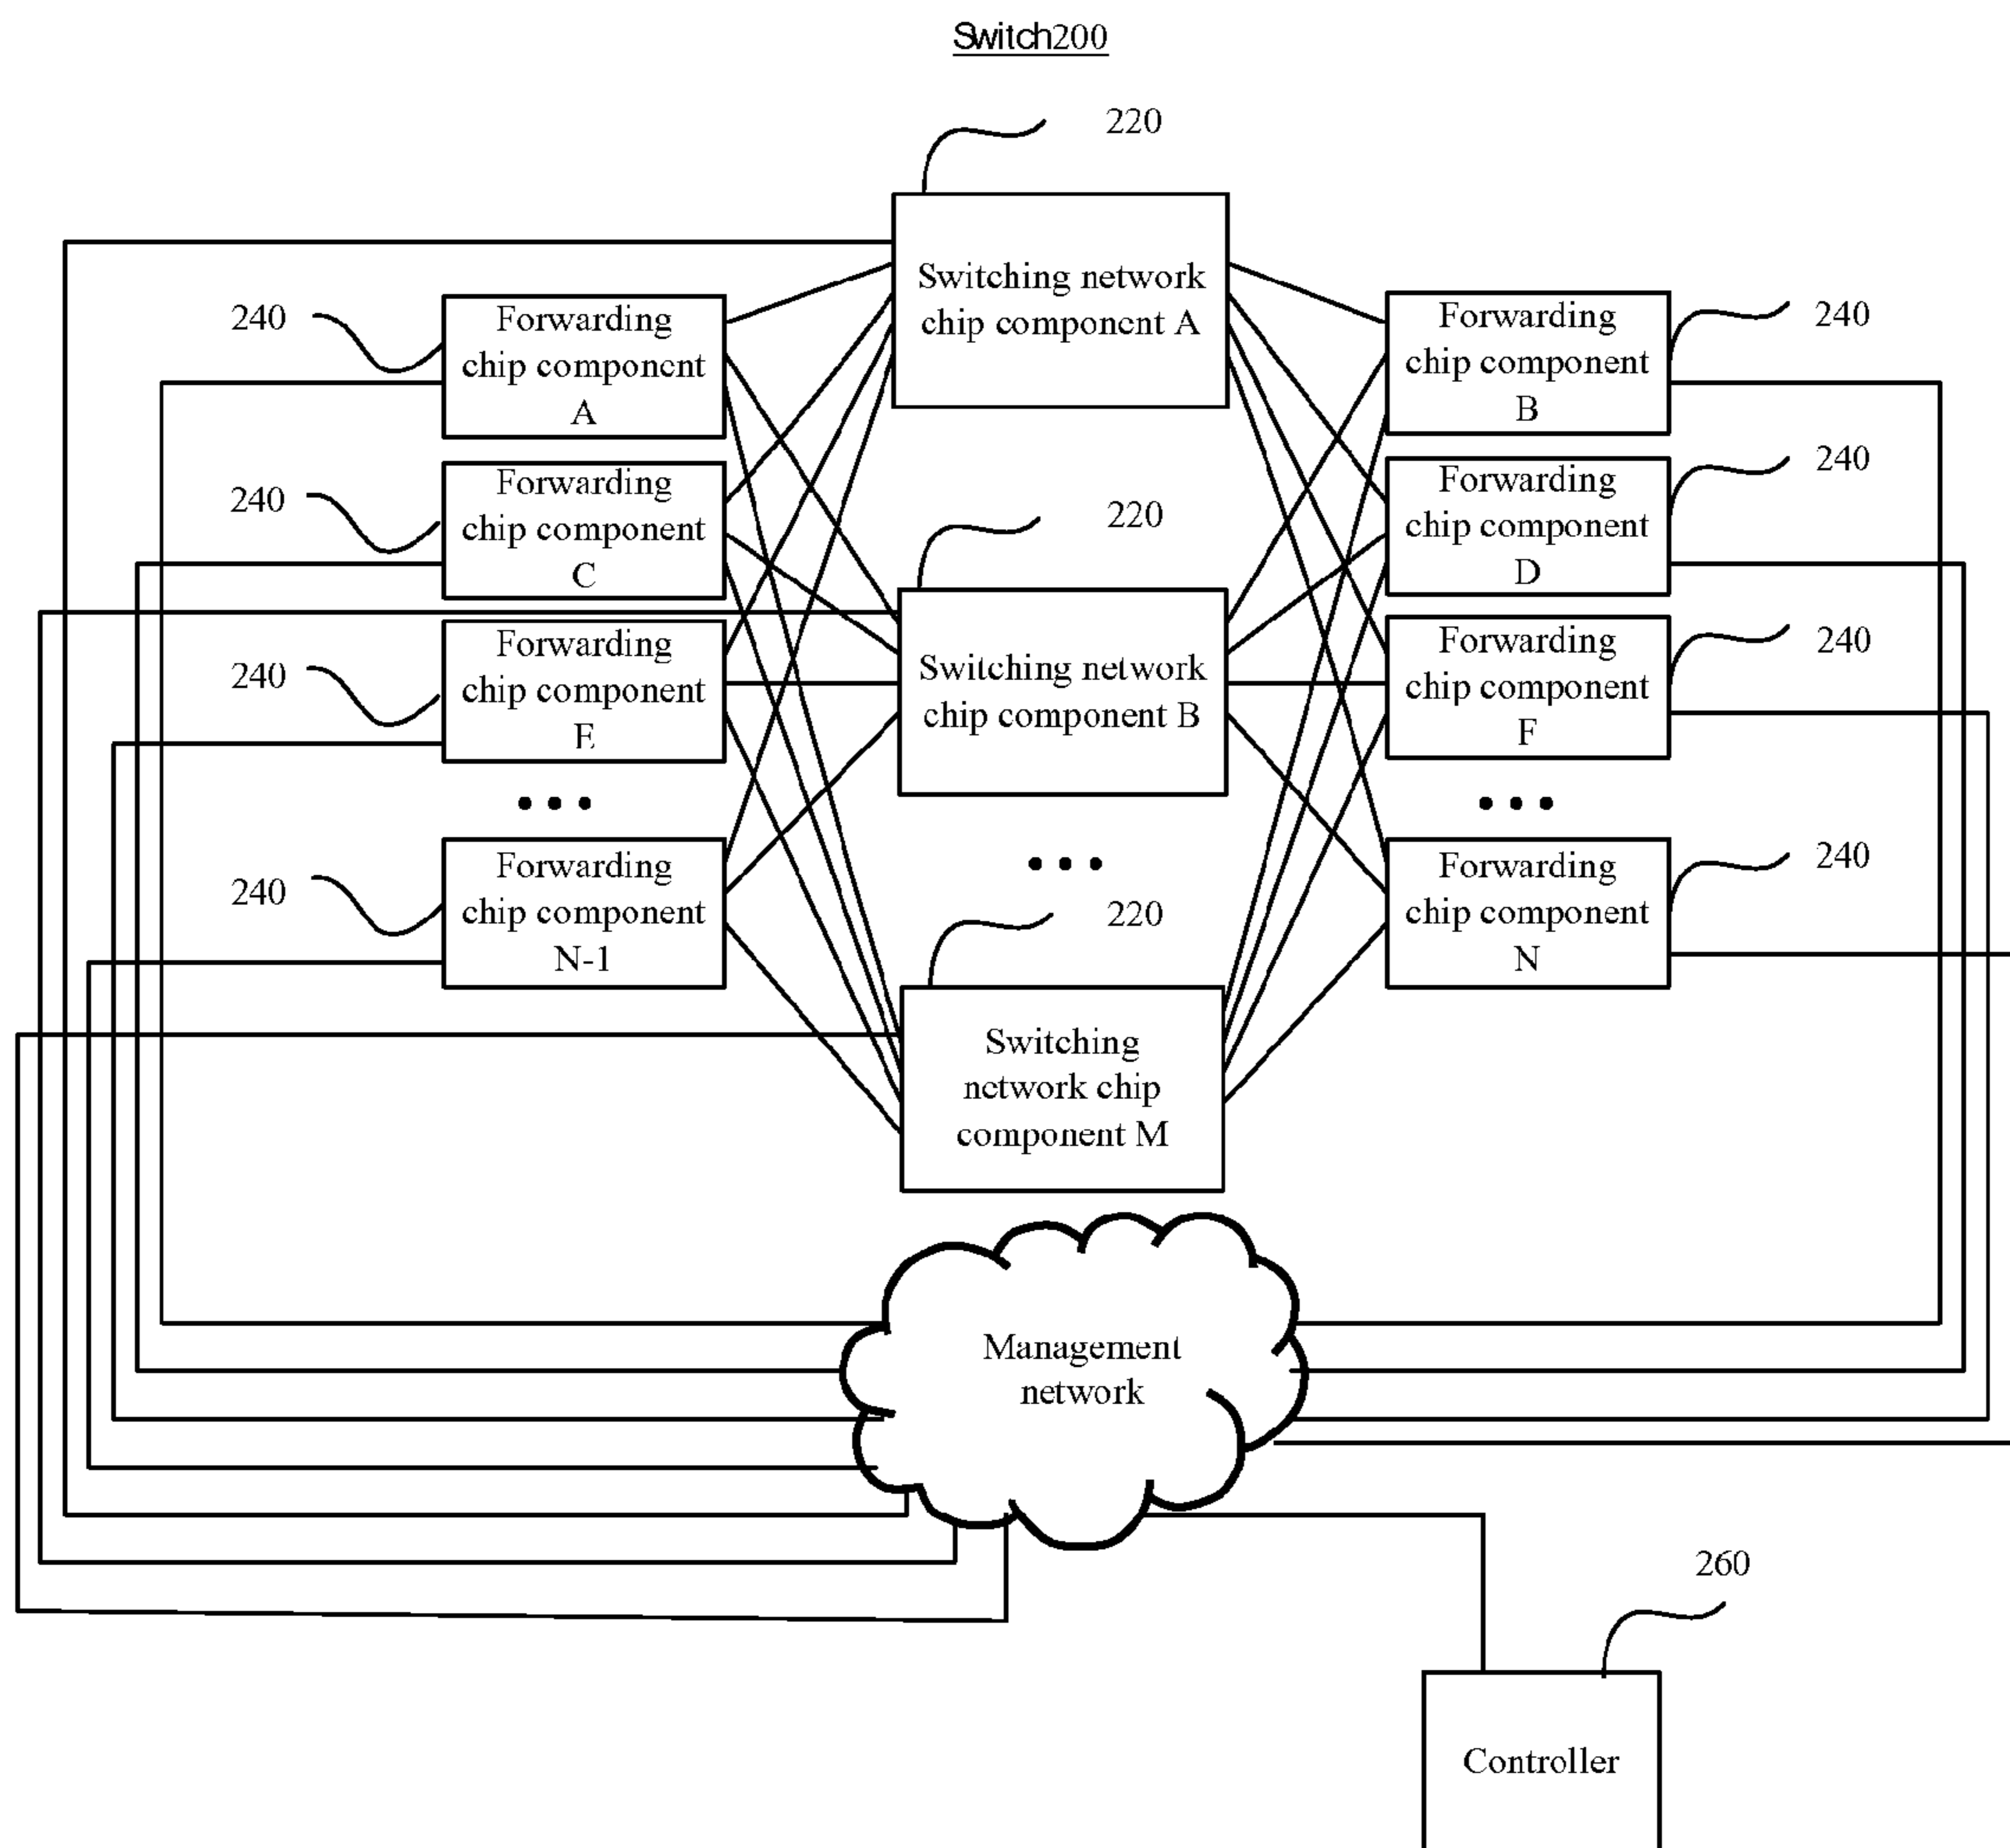 Switch200
220
Switching network
chip component A
240
Forwarding
chip component
A
Forwarding
chip component
B
240
240
Forwarding
chip component
C
220
Forwarding
chip component
D
240
240
Forwarding
chip component
E
Switching network
chip component B
Forwarding
chip component
F
240
...
...
...
240
Forwarding
chip component
N-1
220
Forwarding
chip component
N
240
Switching
network chip
component M
Management
network
260
Controller